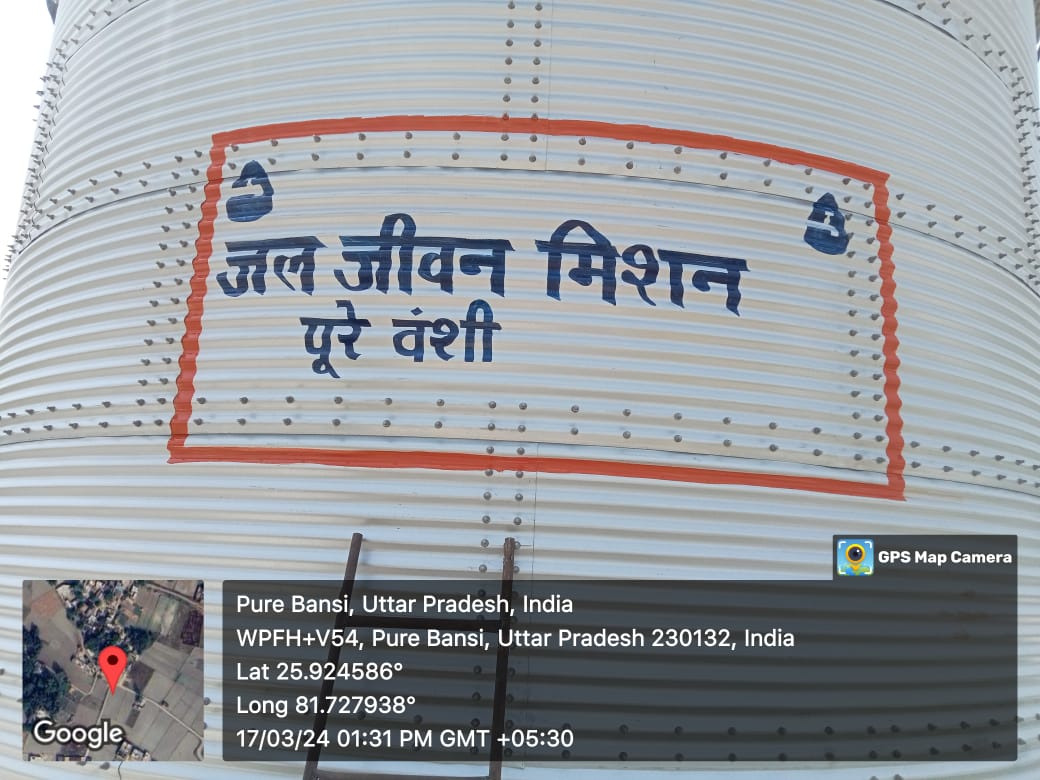 जल जीवन मिशन
पूरे वंशी
GPS Map Camera
Pure Bansi, Uttar Pradesh, India
WPFH+V54, Pure Bansi, Uttar Pradesh 230132, India
Lat 25.924586°
Long 81.727938°
17/03/24 01:31 PM GMT +05:30
Google